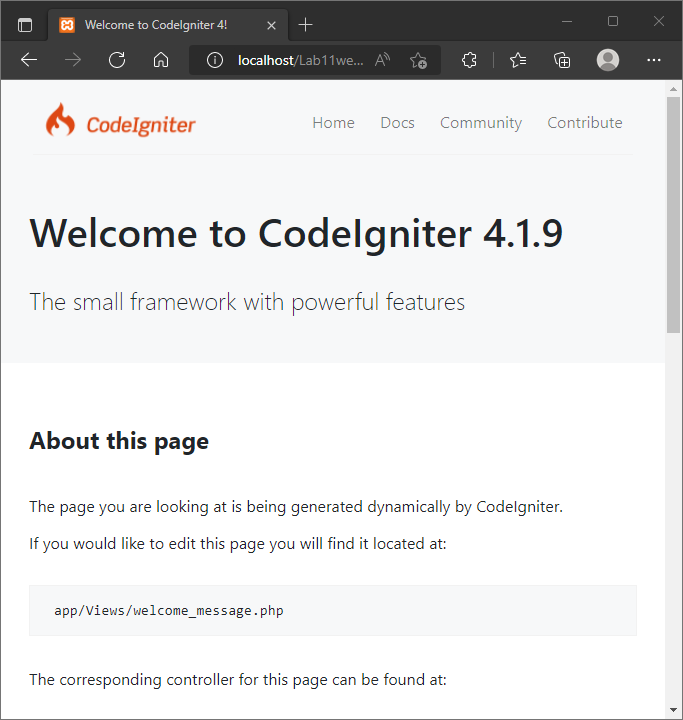 Welcome to CodeIgniter 4!
localhost/Lab11we...
CodeIgniter
Home Docs Community Contribute
Welcome to CodeIgniter 4.1.9
The small framework with powerful features
About this page
The page you are looking at is being generated dynamically by CodeIgniter.
If you would like to edit this page you will find it located at:
app/Views/welcome_message.php
The corresponding controller for this page can be found at: